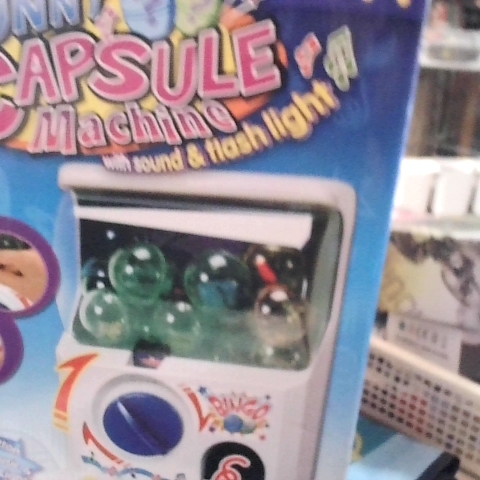 CAPSULE
Machine
with sound & flash light
BINGO